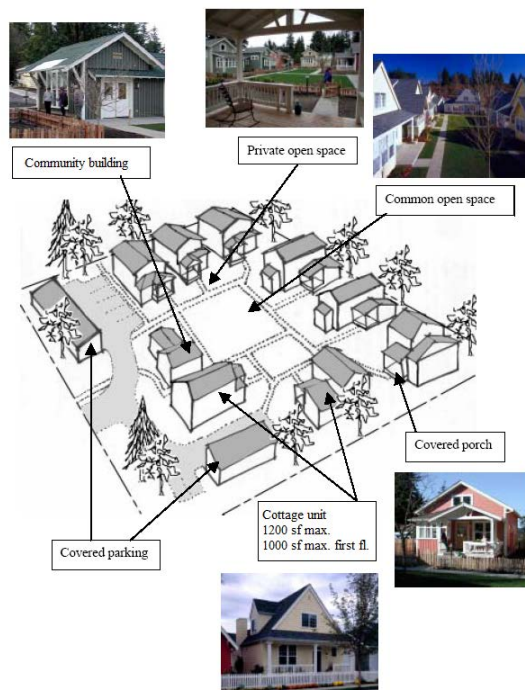 Community building
Private open space
Common open space
Covered porch
Cottage unit
1200 sf max.
1000 sf max. first fl.
Covered parking